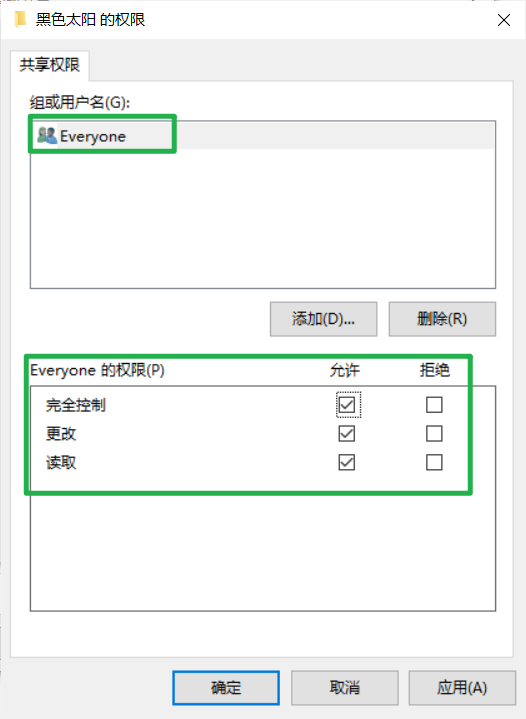 黑色太阳 的权限
共享权限
组或用户名(G):
Everyone
添加(D)... 删除(R)
Everyone 的权限(P) 允许 拒绝
完全控制
更改
读取
确定 取消 应用(A)